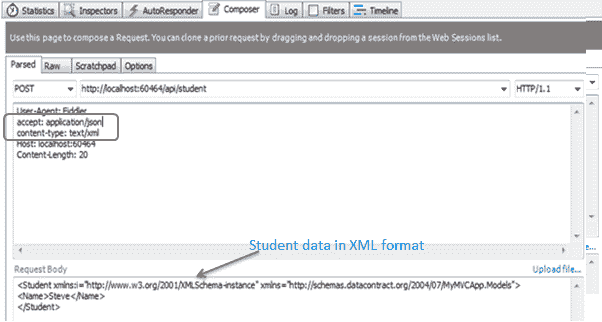 Statistics Inspectors AutoResponder Composer Log Filters Timeline
Use this page to compose a Request. You can clone a prior request by dragging and dropping a session from the Web Sessions list.
Parsed Raw Scratchpad Options
POST http://localhost:60464/api/student HTTP/1.1
User-Agent: Fiddler
accept: application/json
content-type: text/xml
Host: localhost:60464
Content-Length: 20
Student data in XML format
Request Body Upload file...
<Student xmlns:i="http://www.w3.org/2001/XMLSchema-instance" xmlns="http://schemas.datacontract.org/2004/07/MyMVCApp.Models">
<Name>Steve</Name>
</Student>